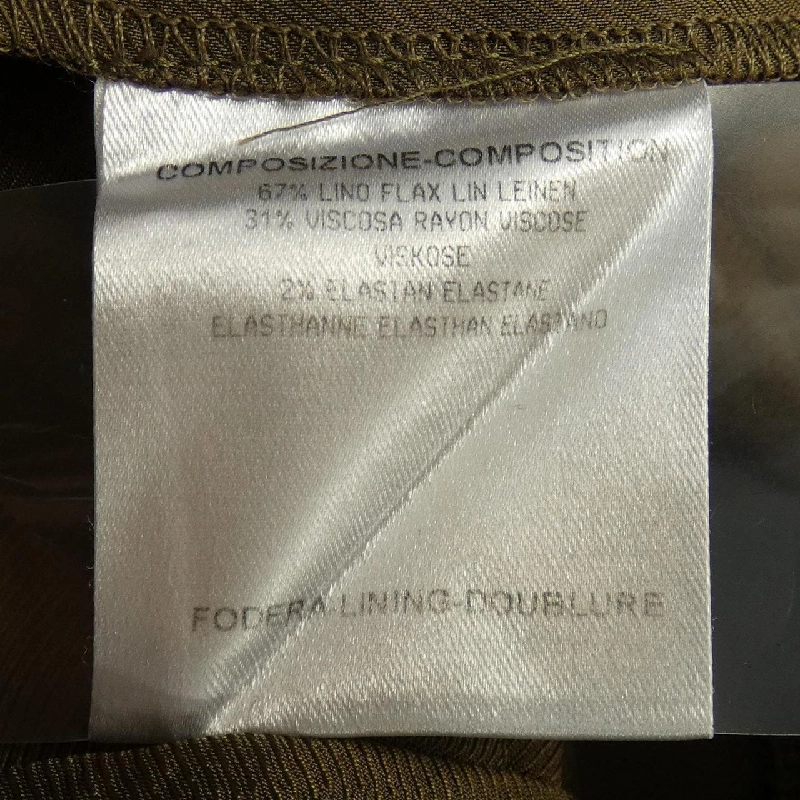 COMPOSIZIONE-COMPOSITION
67% LINO FLAX LIN LEINEN
31% VISCOSA RAYON VISCOSE
VISKOSE
2% ELASTAN ELASTANE
ELASTHANNE ELASTHAN ELASTANO
FODERA-LINING-DOUBLURE